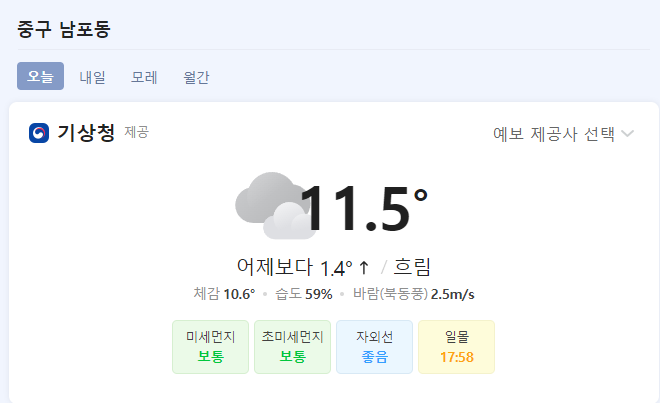 중구 남포동
오늘 내일 모레 월간
기상청 제공 예보 제공사 선택
11.5°
어제보다 1.4° ↑ / 흐림
체감 10.6° • 습도 59% • 바람(북동풍) 2.5m/s
미세먼지 초미세먼지 자외선 일몰
보통 보통 좋음 17:58